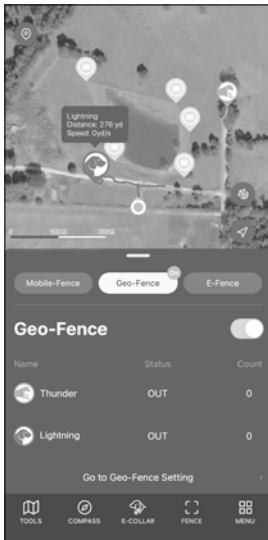 Lightning
Distance: 276 yd
Speed: 0yd/s
Mobile-Fence
Geo-Fence
On
E-Fence
Geo-Fence
Name Status Count
Thunder OUT 0
Lightning OUT 0
Go to Geo-Fence Setting
TOOLS COMPASS E-COLLAR FENCE MENU